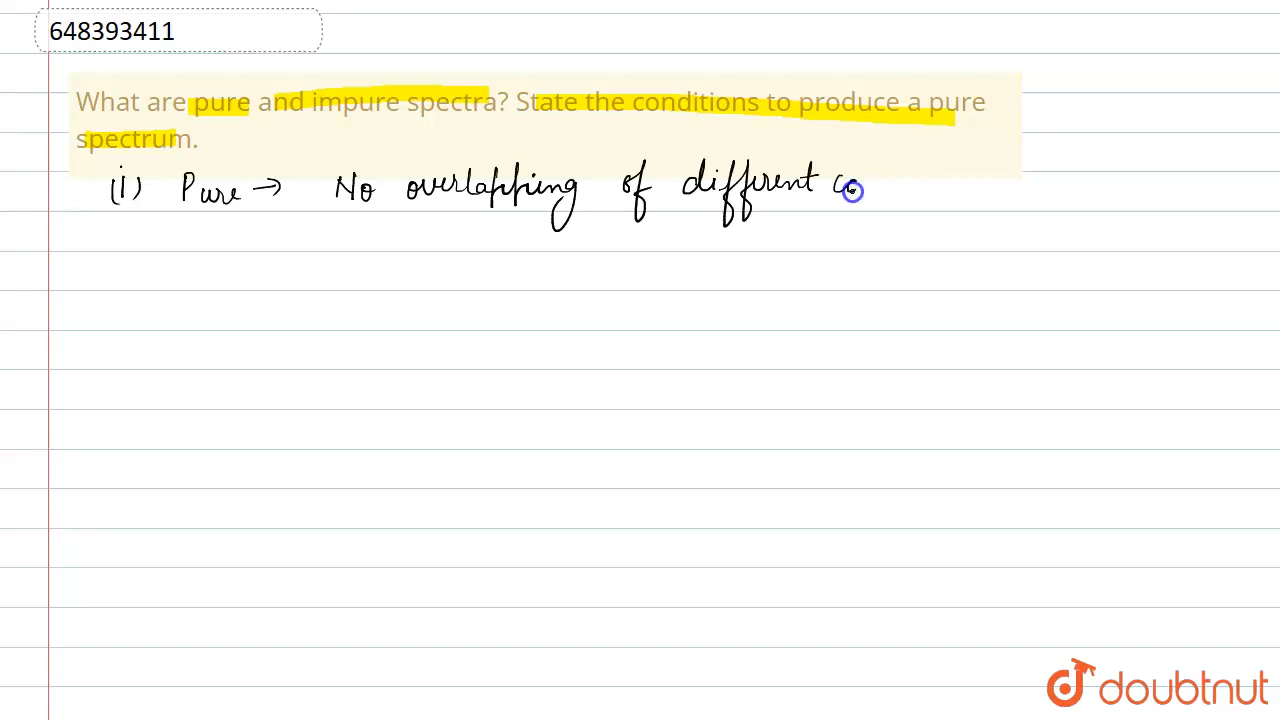 648393411
What are pure and impure spectra? State the conditions to produce a pure
spectrum.
(i) Pure → No overlapping of different co
doubtnut